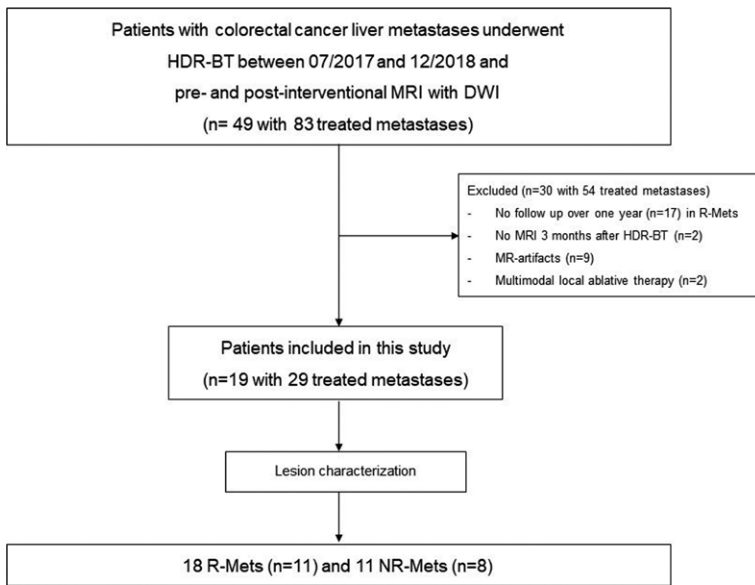 Patients with colorectal cancer liver metastases underwent
HDR-BT between 07/2017 and 12/2018 and
pre- and post-interventional MRI with DWI
(n= 49 with 83 treated metastases)
Excluded (n=30 with 54 treated metastases)
- No follow up over one year (n=17) in R-Mets
- No MRI 3 months after HDR-BT (n=2)
- MR-artifacts (n=9)
- Multimodal local ablative therapy (n=2)
Patients included in this study
(n=19 with 29 treated metastases)
Lesion characterization
18 R-Mets (n=11) and 11 NR-Mets (n=8)